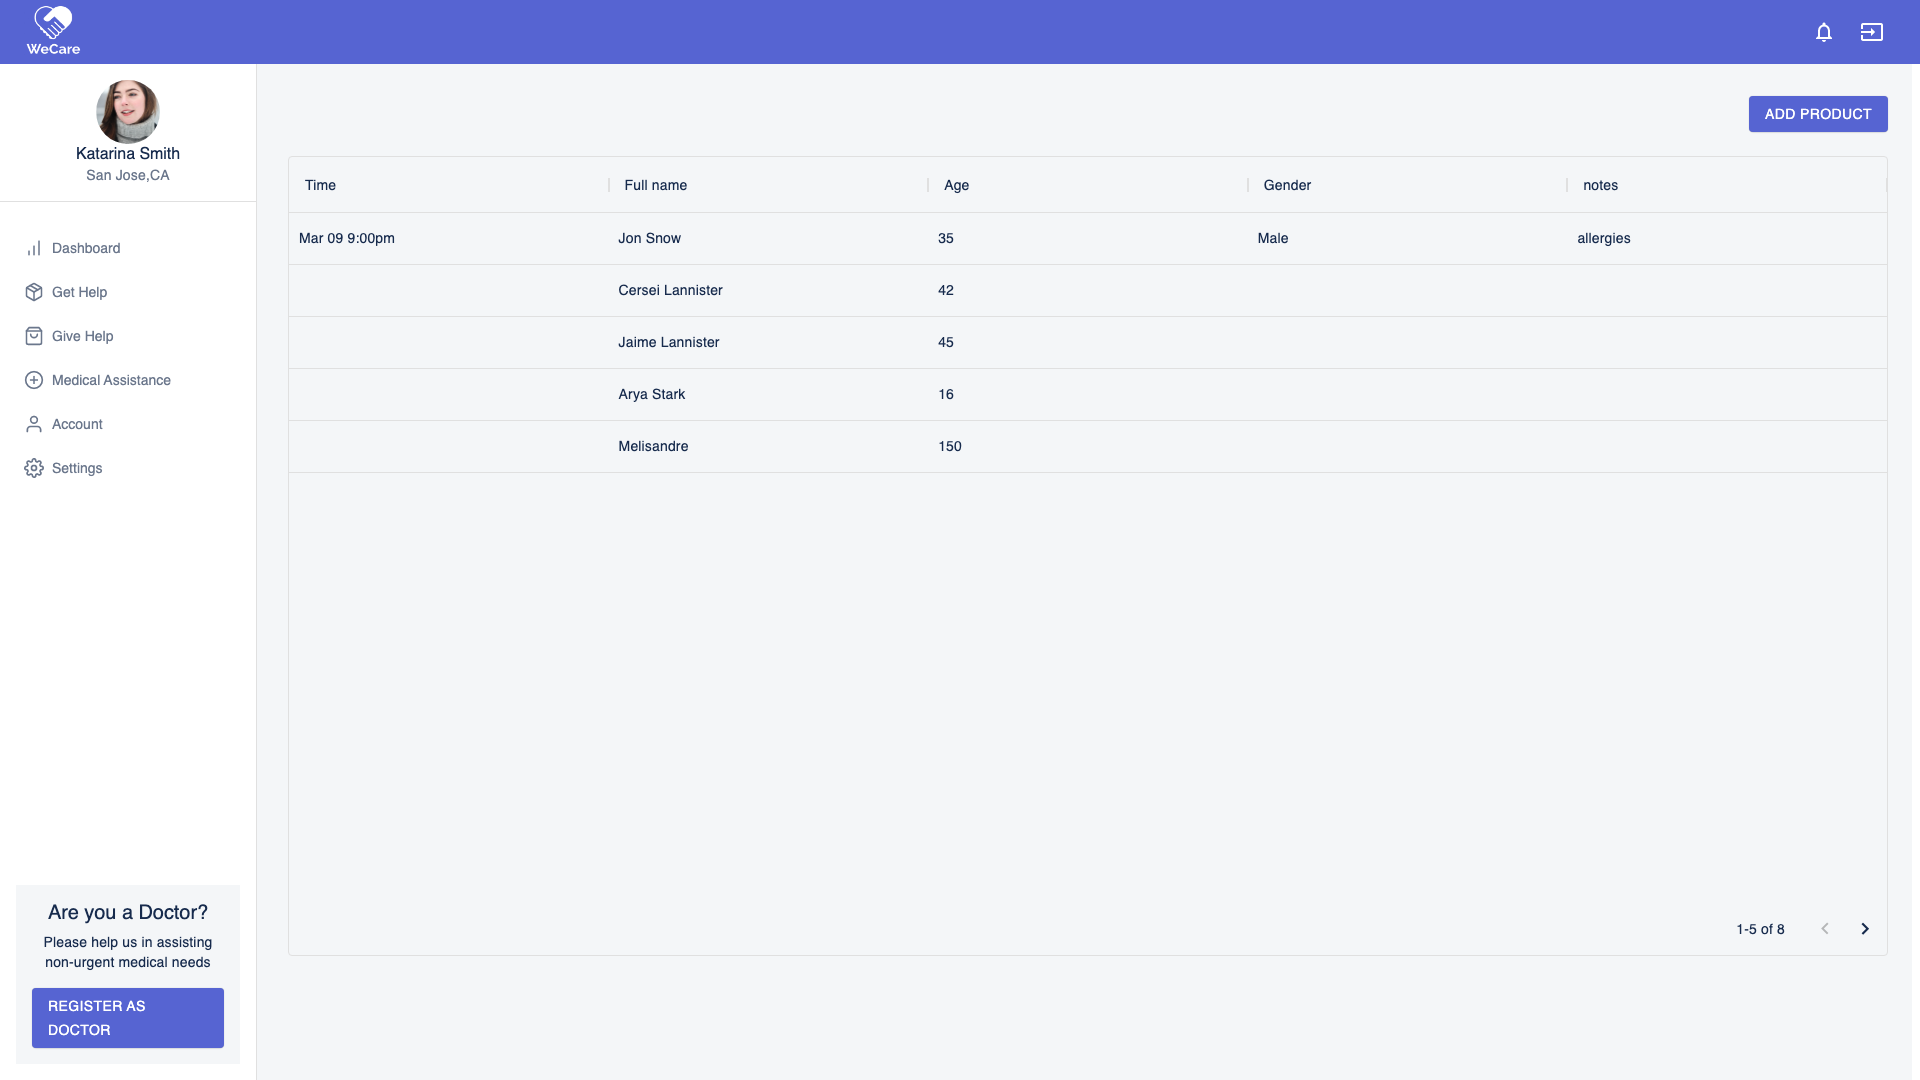 WeCare
Katarina Smith
San Jose,CA
Dashboard
Get Help
Give Help
Medical Assistance
Account
Settings
Are you a Doctor?
Please help us in assisting
non-urgent medical needs
REGISTER AS
DOCTOR
ADD PRODUCT
Time Full name Age Gender notes
Mar 09 9:00pm Jon Snow 35 Male allergies
Cersei Lannister 42
Jaime Lannister 45
Arya Stark 16
Melisandre 150
1-5 of 8